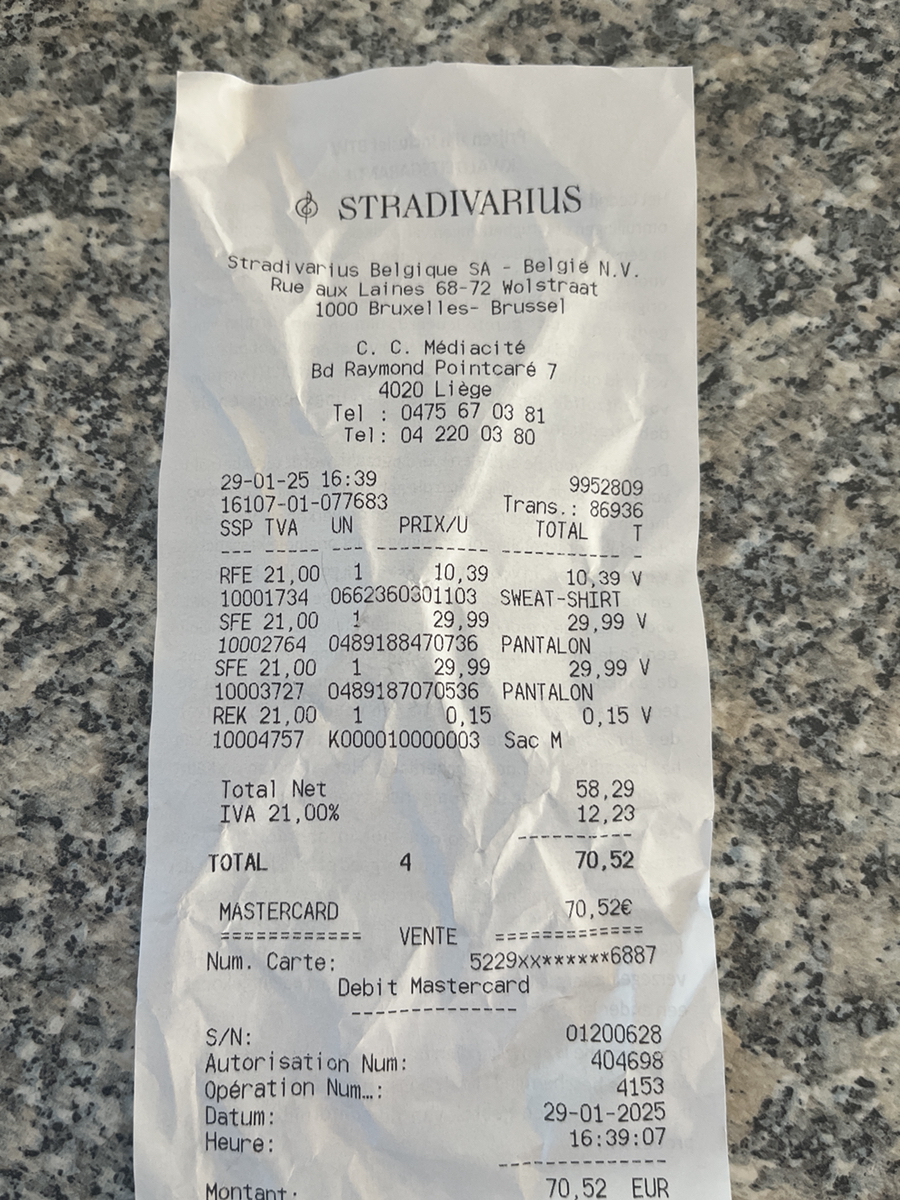 STRADIVARIUS
Stradivarius Belgique SA - België N.V.
Rue aux Laines 68-72 Wolstraat
1000 Bruxelles- Brussel
C. C. Médiacité
Bd Raymond Pointcaré 7
4020 Liège
Tel : 0475 67 03 81
Tel: 04 220 03 80
29-01-25 16:39 9952809
16107-01-077683 Trans.: 86936
SSP TVA UN PRIX/U TOTAL T
--- ----- --- ---------- ----------- -
RFE 21,00 1 10,39 10,39 V
10001734 0662360301103 SWEAT-SHIRT
SFE 21,00 1 29,99 29,99 V
10002764 0489188470736 PANTALON
SFE 21,00 1 29,99 29,99 V
10003727 0489187070536 PANTALON
REK 21,00 1 0,15 0,15 V
10004757 K000010000003 Sac M
Total Net 58,29
IVA 21,00% 12,23
----------
TOTAL 4 70,52
MASTERCARD 70,52€
============ VENTE ============
Num. Carte: 5229xx******6887
Debit Mastercard
--------------
S/N: 01200628
Autorisation Num: 404698
Opération Num…: 4153
Datum: 29-01-2025
Heure: 16:39:07
--------------
Montant: 70,52 EUR